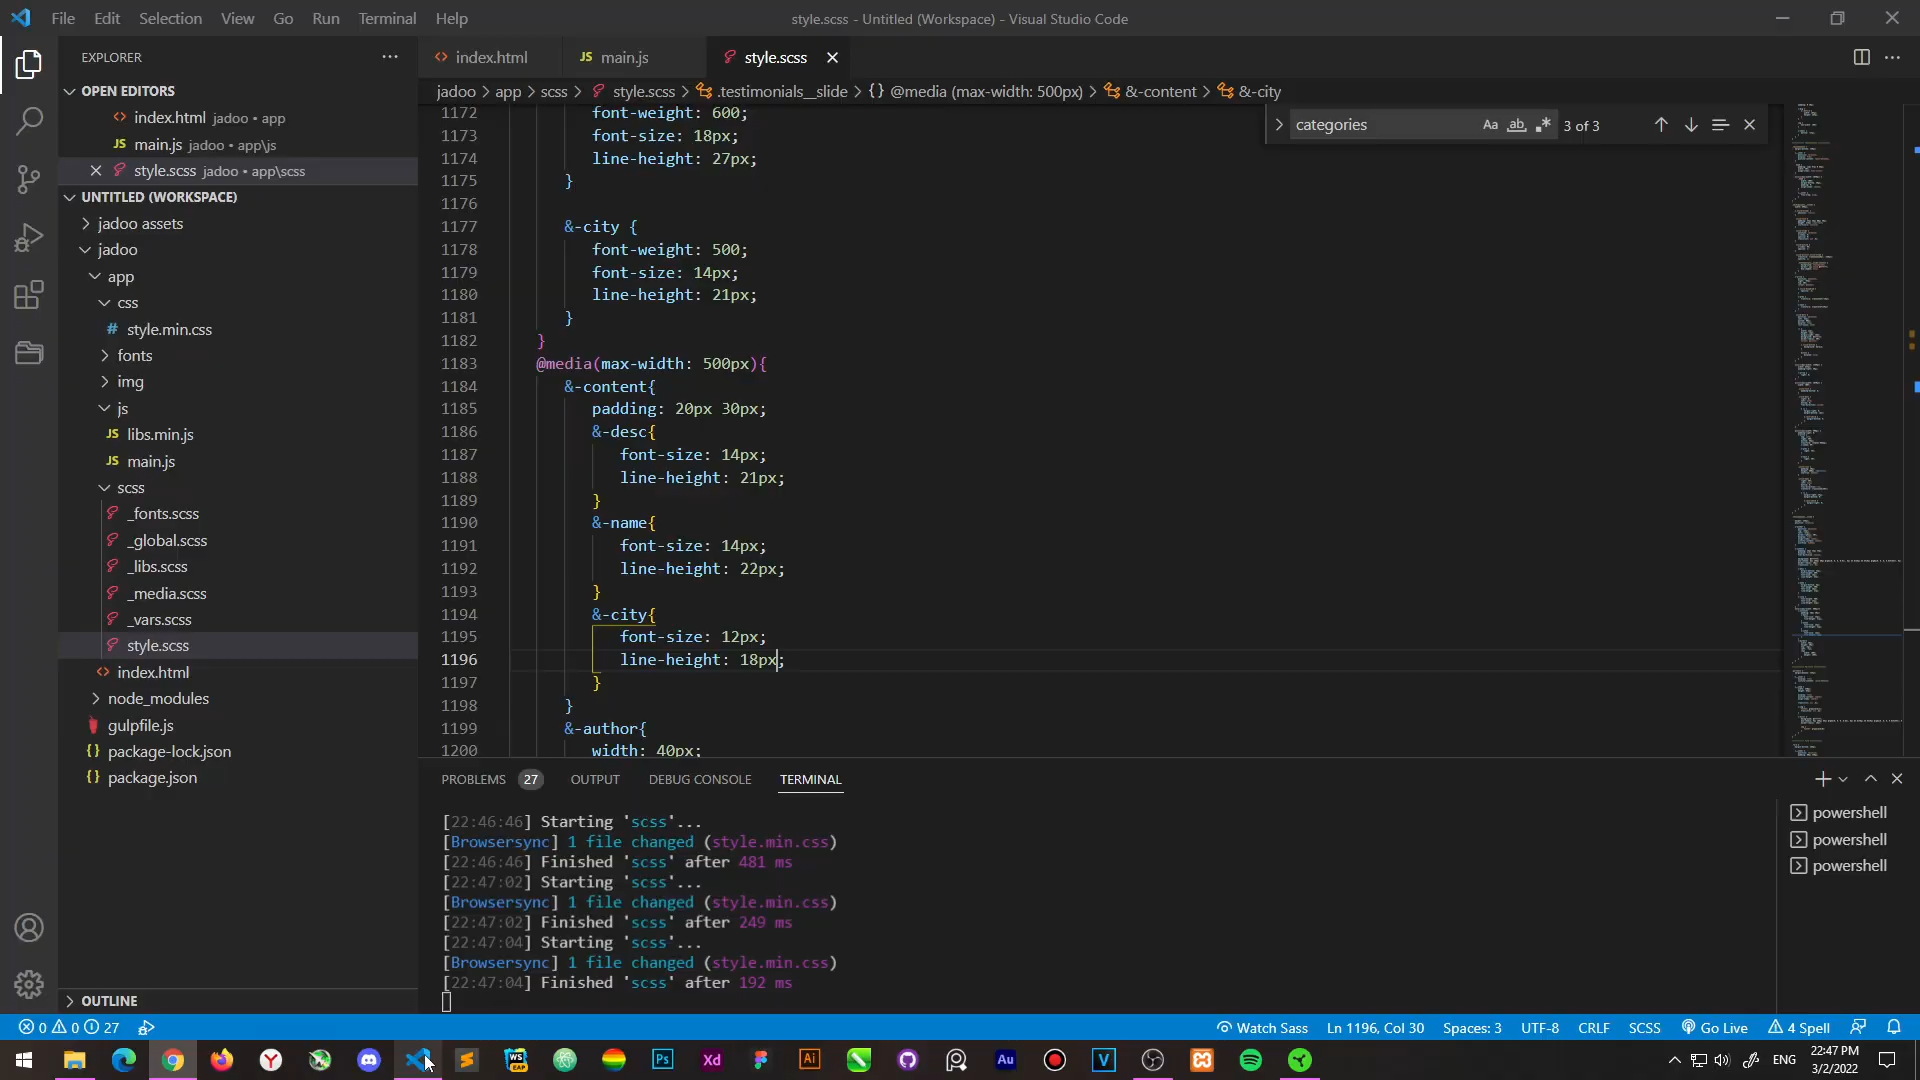 File Edit Selection View Go Run Terminal Help
style.scss - Untitled (Workspace) - Visual Studio Code
EXPLORER
OPEN EDITORS
index.html jadoo • app
main.js jadoo • app\js
style.scss jadoo • app\scss
UNTITLED (WORKSPACE)
jadoo assets
jadoo
app
css
style.min.css
fonts
img
js
libs.min.js
main.js
scss
_fonts.scss
_global.scss
_libs.scss
_media.scss
_vars.scss
style.scss
index.html
node_modules
gulpfile.js
package-lock.json
package.json
OUTLINE
index.html
main.js
style.scss
jadoo > app > scss > style.scss > .testimonials__slide > {} @media (max-width: 500px) > &-content > &-city
categories
Aa ab 3 of 3
1172 font-weight: 600;
1173 font-size: 18px;
1174 line-height: 27px;
1175 }
1176
1177 &-city {
1178 font-weight: 500;
1179 font-size: 14px;
1180 line-height: 21px;
1181 }
1182 }
1183 @media(max-width: 500px){
1184 &-content{
1185 padding: 20px 30px;
1186 &-desc{
1187 font-size: 14px;
1188 line-height: 21px;
1189 }
1190 &-name{
1191 font-size: 14px;
1192 line-height: 22px;
1193 }
1194 &-city{
1195 font-size: 12px;
1196 line-height: 18px;
1197 }
1198 }
1199 &-author{
1200 width: 40px;
PROBLEMS 27 OUTPUT DEBUG CONSOLE TERMINAL
[22:46:46] Starting 'scss'...
[Browsersync] 1 file changed (style.min.css)
[22:46:46] Finished 'scss' after 481 ms
[22:47:02] Starting 'scss'...
[Browsersync] 1 file changed (style.min.css)
[22:47:02] Finished 'scss' after 249 ms
[22:47:04] Starting 'scss'...
[Browsersync] 1 file changed (style.min.css)
[22:47:04] Finished 'scss' after 192 ms
powershell
powershell
powershell
0 0 27
Watch Sass Ln 1196, Col 30 Spaces: 3 UTF-8 CRLF SCSS Go Live 4 Spell
ENG
22:47 PM
3/2/2022